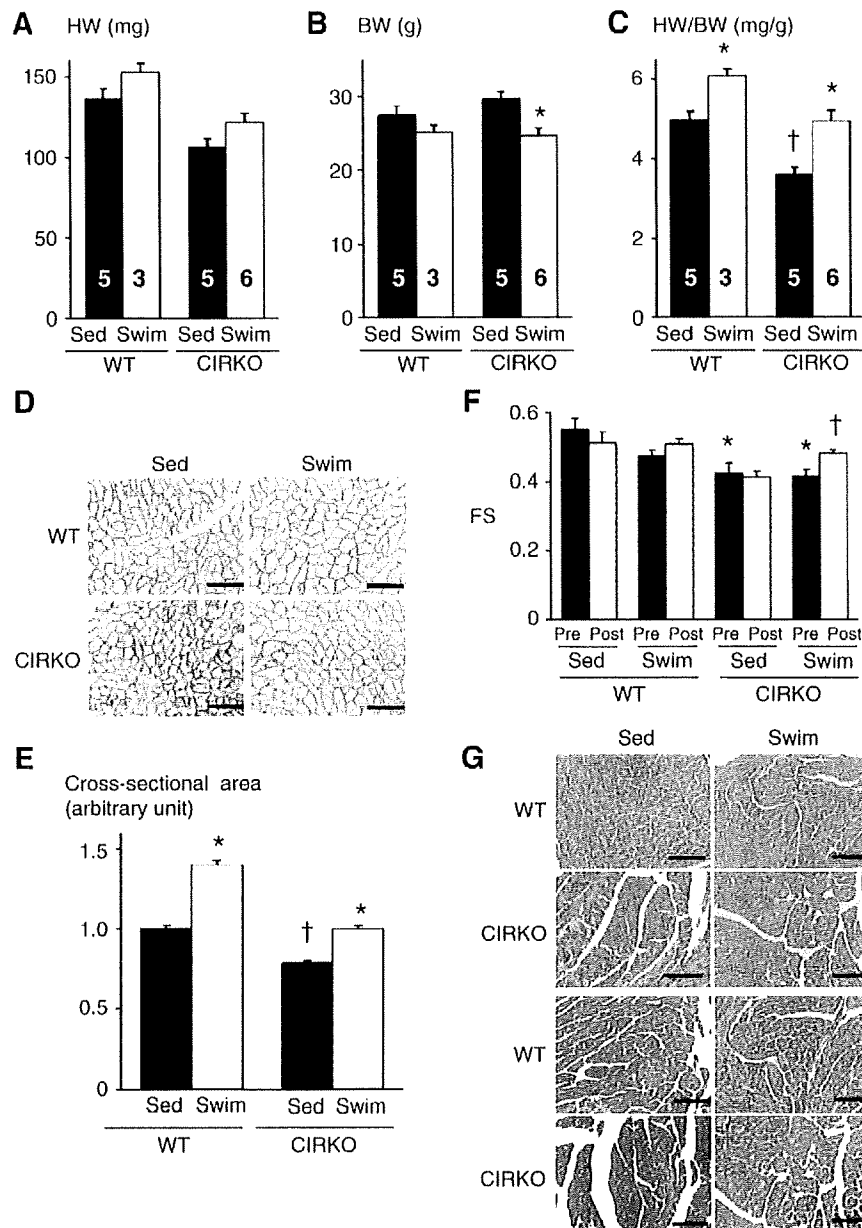 A HW (mg)
150
100
50
0
5 3 5 6
Sed Swim Sed Swim
WT CIRKO
B BW (g)
30
20
10
0
*
5 3 5 6
Sed Swim Sed Swim
WT CIRKO
C HW/BW (mg/g)
6
4
2
0
* † *
5 3 5 6
Sed Swim Sed Swim
WT CIRKO
D
Sed Swim
WT
CIRKO
E
Cross-sectional area
(arbitrary unit)
1.5
1.0
0.5
0
* † *
Sed Swim Sed Swim
WT CIRKO
F
0.6
0.4
0.2
0
FS
* * †
Pre Post Pre Post Pre Post Pre Post
Sed Swim Sed Swim
WT CIRKO
G
Sed Swim
WT
CIRKO
WT
CIRKO